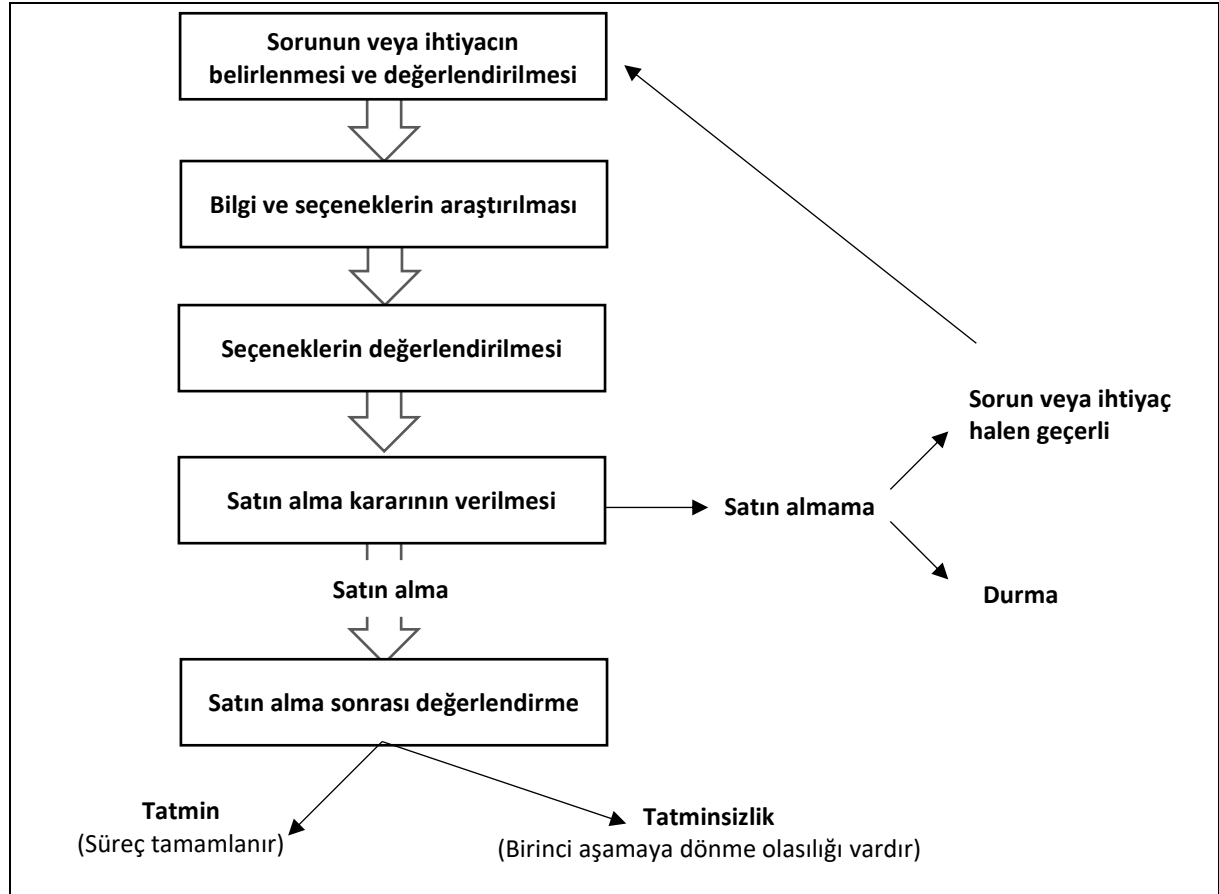 Sorunun veya ihtiyacın
belirlenmesi ve değerlendirilmesi
Bilgi ve seçeneklerin araştırılması
Seçeneklerin değerlendirilmesi
Sorun veya ihtiyaç
halen geçerli
Satın alma kararının verilmesi
Satın almama
Satın alma
Durma
Satın alma sonrası değerlendirme
Tatmin
(Süreç tamamlanır)
Tatminsizlik
(Birinci aşamaya dönme olasılığı vardır)